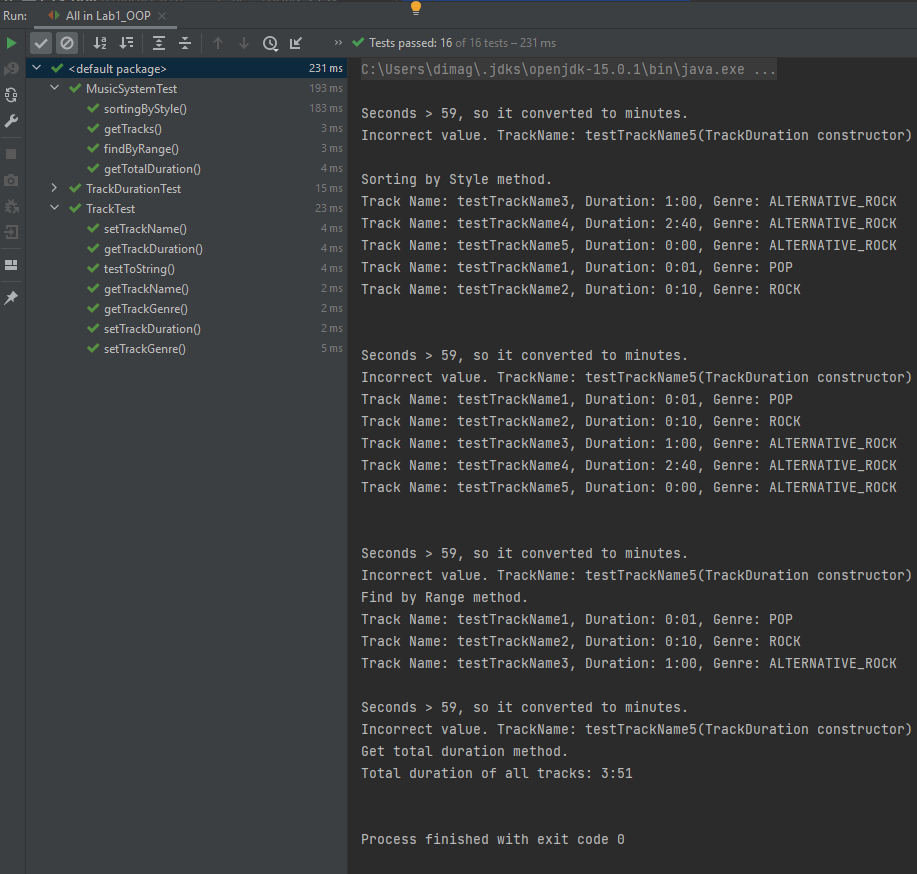 Run: All in Lab1_OOP
Tests passed: 16 of 16 tests – 231 ms
<default package> 231 ms
MusicSystemTest 193 ms
sortingByStyle() 183 ms
getTracks() 3 ms
findByRange() 3 ms
getTotalDuration() 4 ms
TrackDurationTest 15 ms
TrackTest 23 ms
setTrackName() 4 ms
getTrackDuration() 4 ms
testToString() 4 ms
getTrackName() 2 ms
getTrackGenre() 2 ms
setTrackDuration() 2 ms
setTrackGenre() 5 ms
C:\Users\dimag\.jdks\openjdk-15.0.1\bin\java.exe ...
Seconds > 59, so it converted to minutes.
Incorrect value. TrackName: testTrackName5(TrackDuration constructor)
Sorting by Style method.
Track Name: testTrackName3, Duration: 1:00, Genre: ALTERNATIVE_ROCK
Track Name: testTrackName4, Duration: 2:40, Genre: ALTERNATIVE_ROCK
Track Name: testTrackName5, Duration: 0:00, Genre: ALTERNATIVE_ROCK
Track Name: testTrackName1, Duration: 0:01, Genre: POP
Track Name: testTrackName2, Duration: 0:10, Genre: ROCK
Seconds > 59, so it converted to minutes.
Incorrect value. TrackName: testTrackName5(TrackDuration constructor)
Track Name: testTrackName1, Duration: 0:01, Genre: POP
Track Name: testTrackName2, Duration: 0:10, Genre: ROCK
Track Name: testTrackName3, Duration: 1:00, Genre: ALTERNATIVE_ROCK
Track Name: testTrackName4, Duration: 2:40, Genre: ALTERNATIVE_ROCK
Track Name: testTrackName5, Duration: 0:00, Genre: ALTERNATIVE_ROCK
Seconds > 59, so it converted to minutes.
Incorrect value. TrackName: testTrackName5(TrackDuration constructor)
Find by Range method.
Track Name: testTrackName1, Duration: 0:01, Genre: POP
Track Name: testTrackName2, Duration: 0:10, Genre: ROCK
Track Name: testTrackName3, Duration: 1:00, Genre: ALTERNATIVE_ROCK
Seconds > 59, so it converted to minutes.
Incorrect value. TrackName: testTrackName5(TrackDuration constructor)
Get total duration method.
Total duration of all tracks: 3:51
Process finished with exit code 0